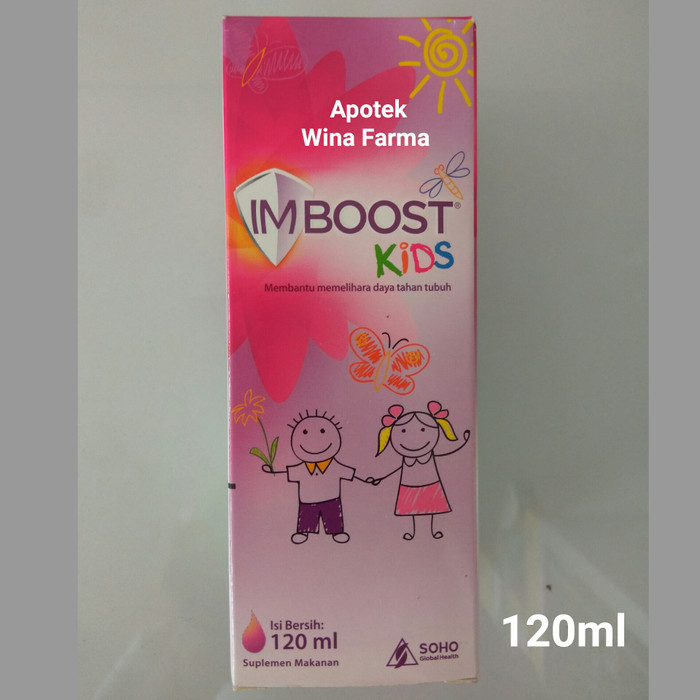 Apotek
Wina Farma
IMBOOST®
KiDS
Membantu memelihara daya tahan tubuh
Isi Bersih:
120 ml
Suplemen Makanan
SOHO
Global Health
120ml